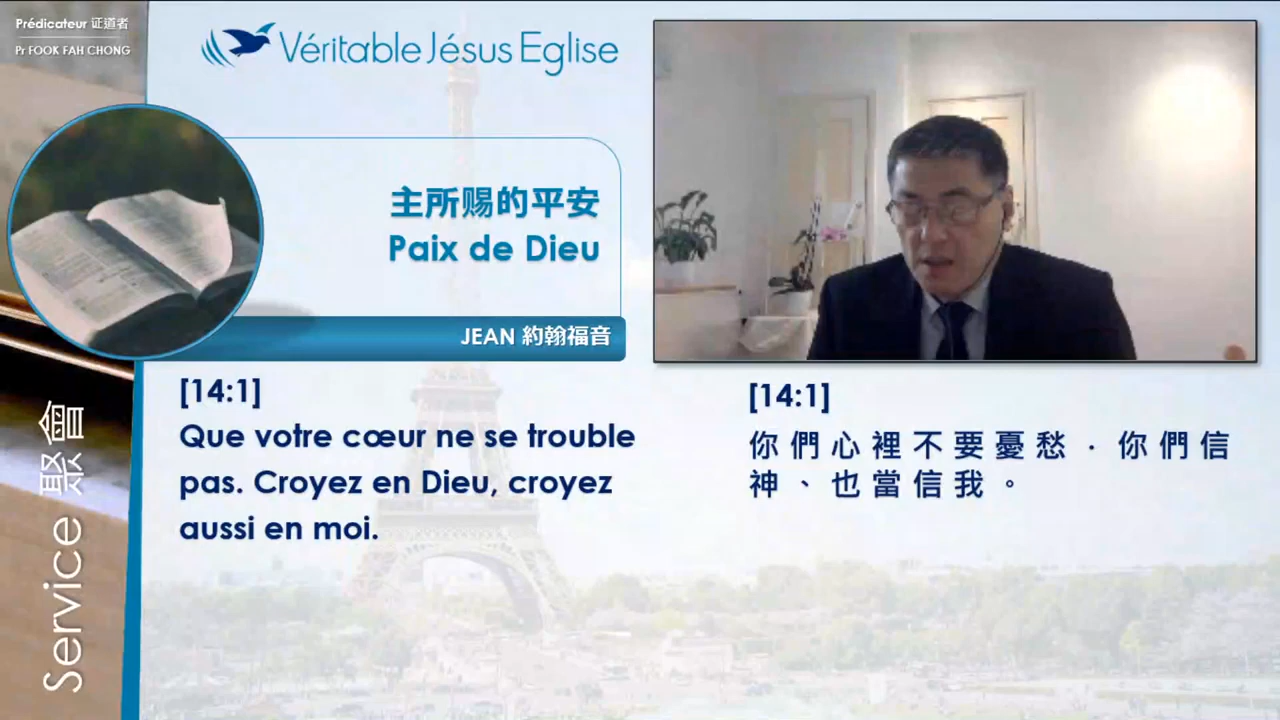 Prédicateur 证道者
Pr FOOK FAH CHONG
Véritable Jésus Eglise
主所赐的平安
Paix de Dieu
JEAN 約翰福音
Service 聚會
[14:1]
Que votre cœur ne se trouble
pas. Croyez en Dieu, croyez
aussi en moi.
[14:1]
你們心裡不要憂愁．你們信
神、也當信我。